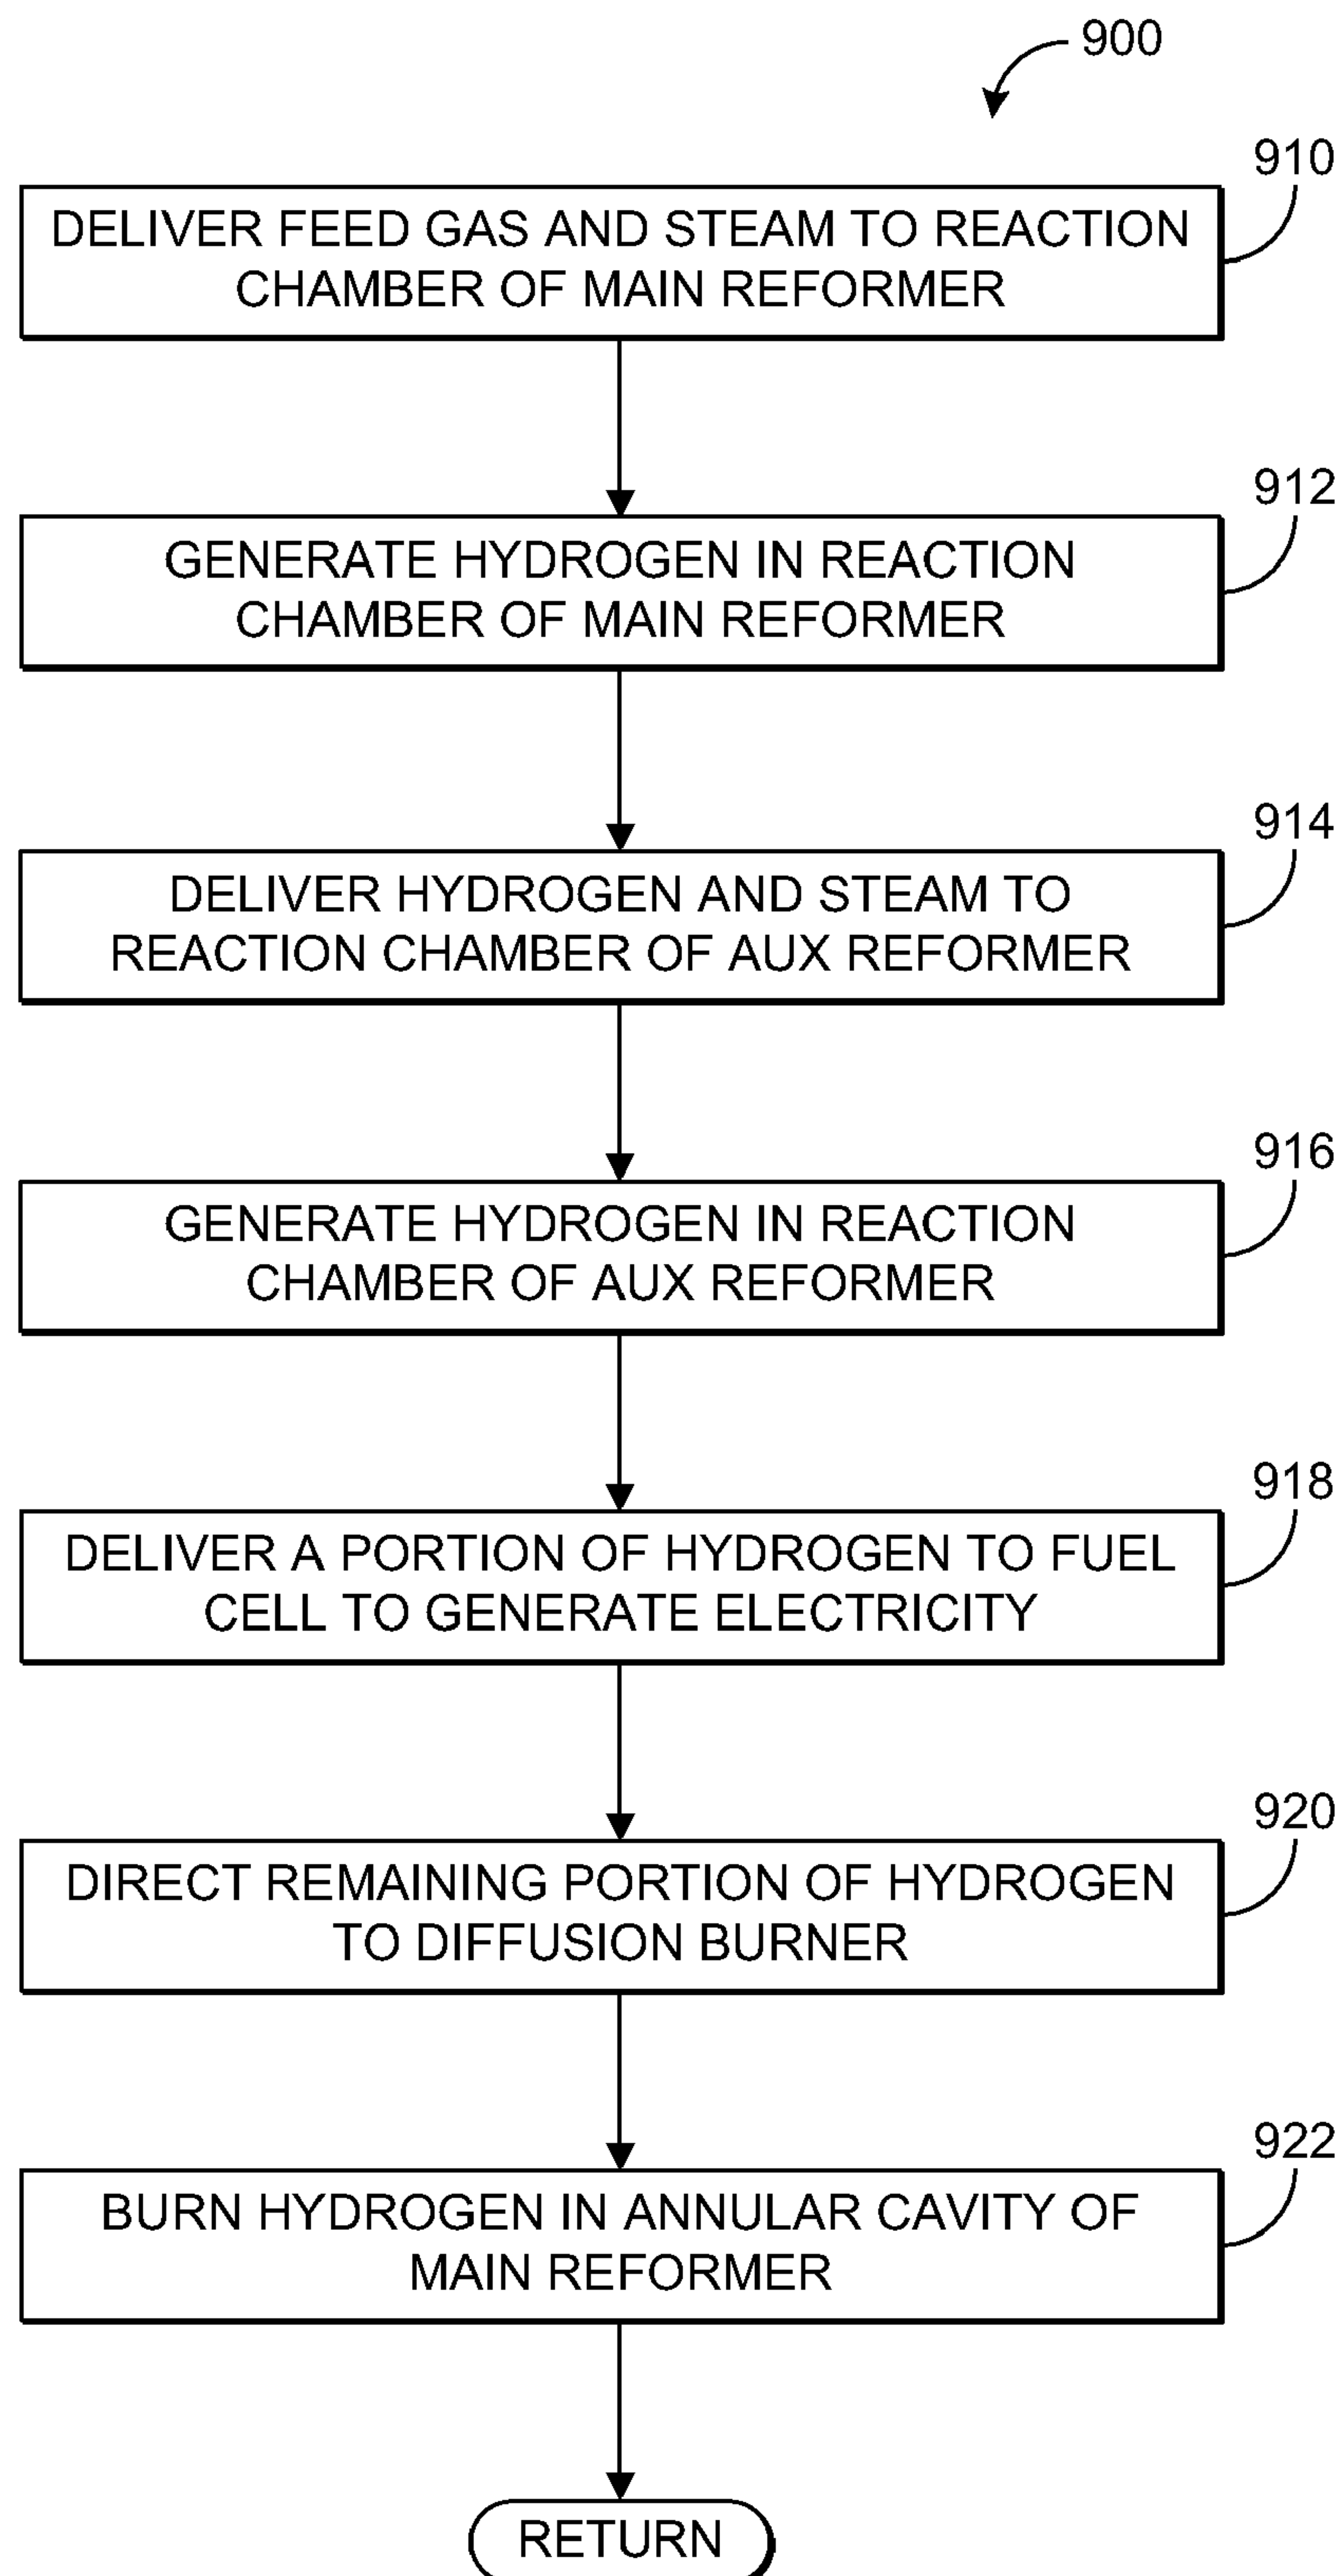 900
910
DELIVER FEED GAS AND STEAM TO REACTION
CHAMBER OF MAIN REFORMER
912
GENERATE HYDROGEN IN REACTION
CHAMBER OF MAIN REFORMER
914
DELIVER HYDROGEN AND STEAM TO
REACTION CHAMBER OF AUX REFORMER
916
GENERATE HYDROGEN IN REACTION
CHAMBER OF AUX REFORMER
918
DELIVER A PORTION OF HYDROGEN TO FUEL
CELL TO GENERATE ELECTRICITY
920
DIRECT REMAINING PORTION OF HYDROGEN
TO DIFFUSION BURNER
922
BURN HYDROGEN IN ANNULAR CAVITY OF
MAIN REFORMER
RETURN